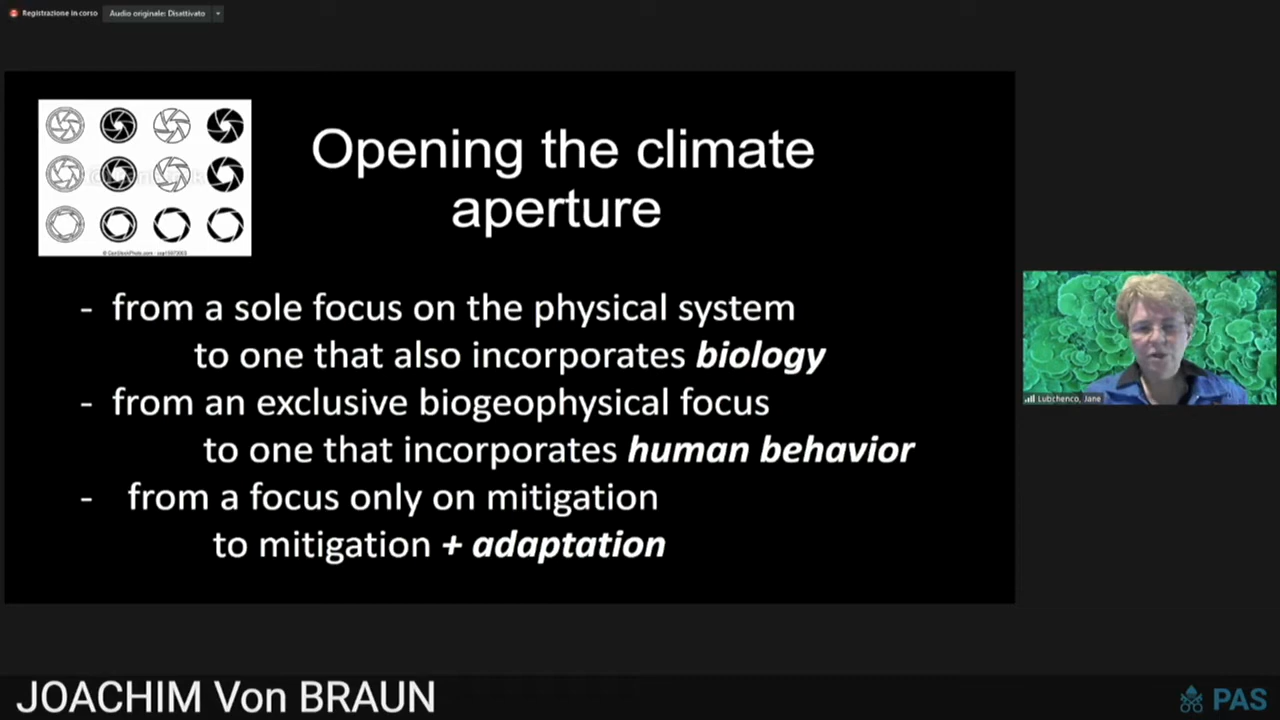 Registrazione in corso
Audio originale: Disattivato
Opening the climate
aperture
- from a sole focus on the physical system
to one that also incorporates biology
- from an exclusive biogeophysical focus
to one that incorporates human behavior
- from a focus only on mitigation
to mitigation + adaptation
Lubchenco, Jane
JOACHIM Von BRAUN
PAS